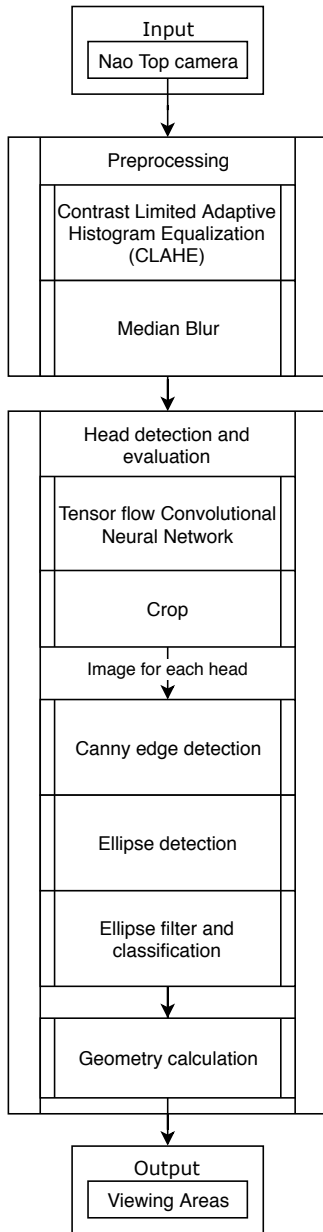 Input
Nao Top camera
Preprocessing
Contrast Limited Adaptive
Histogram Equalization
(CLAHE)
Median Blur
Head detection and
evaluation
Tensor flow Convolutional
Neural Network
Crop
Image for each head
Canny edge detection
Ellipse detection
Ellipse filter and
classification
Geometry calculation
Output
Viewing Areas